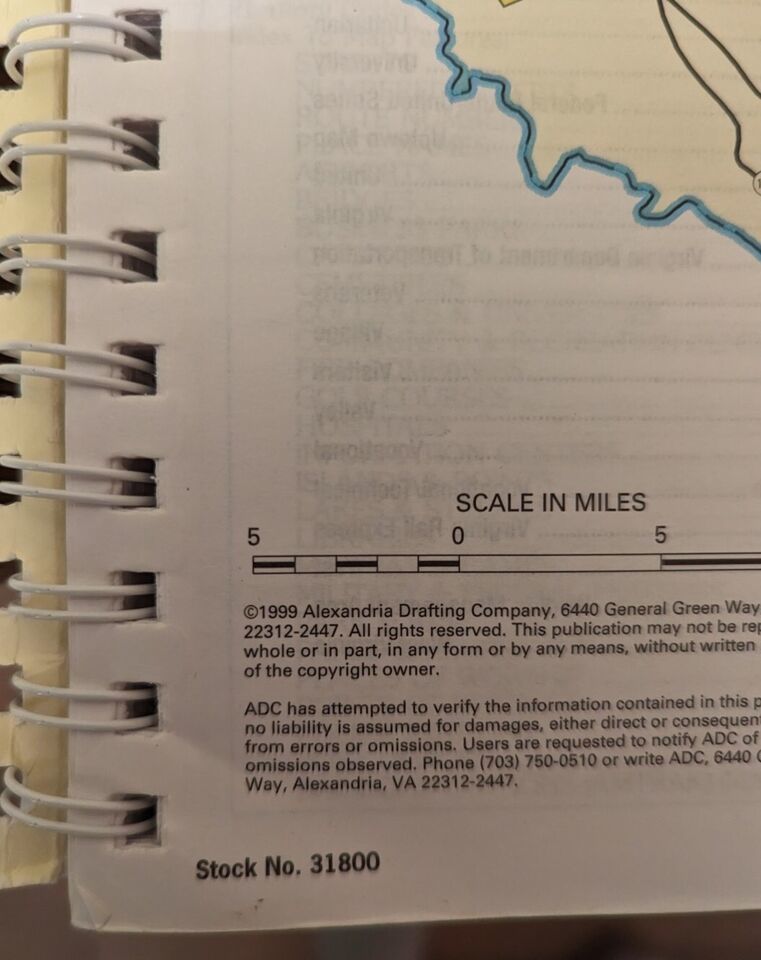 SCALE IN MILES
5 0 5
©1999 Alexandria Drafting Company, 6440 General Green Way
22312-2447. All rights reserved. This publication may not be rep
whole or in part, in any form or by any means, without written
of the copyright owner.
ADC has attempted to verify the information contained in this p
no liability is assumed for damages, either direct or consequent
from errors or omissions. Users are requested to notify ADC of
omissions observed. Phone (703) 750-0510 or write ADC, 6440 G
Way, Alexandria, VA 22312-2447.
Stock No. 31800